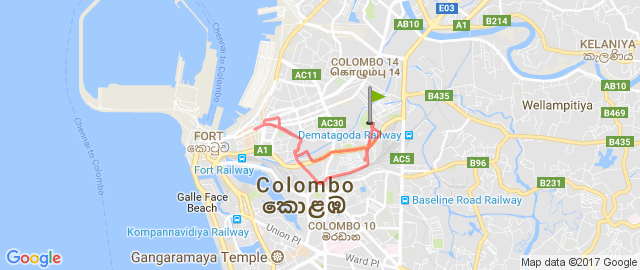 E03
B214
AB10
A1
COLOMBO 14
கொழும்பு 14
KELANIYA
කැලණිය
AB10
AC11
Chennai to Colombo
Chennai to Colombo
B435
B435
Wellampitiya
B469
AC30
Dematagoda Railway
FORT
කොටුව
A1
Fort Railway
AC5
B96
B231
Colombo
කොළඹ
Galle Face
Beach
Baseline Road Railway
COLOMBO 10
මරදාන
Kompannavidiya Railway
Union Pl
Ward Pl
Gangaramaya Temple
Google
Map data ©2017 Google